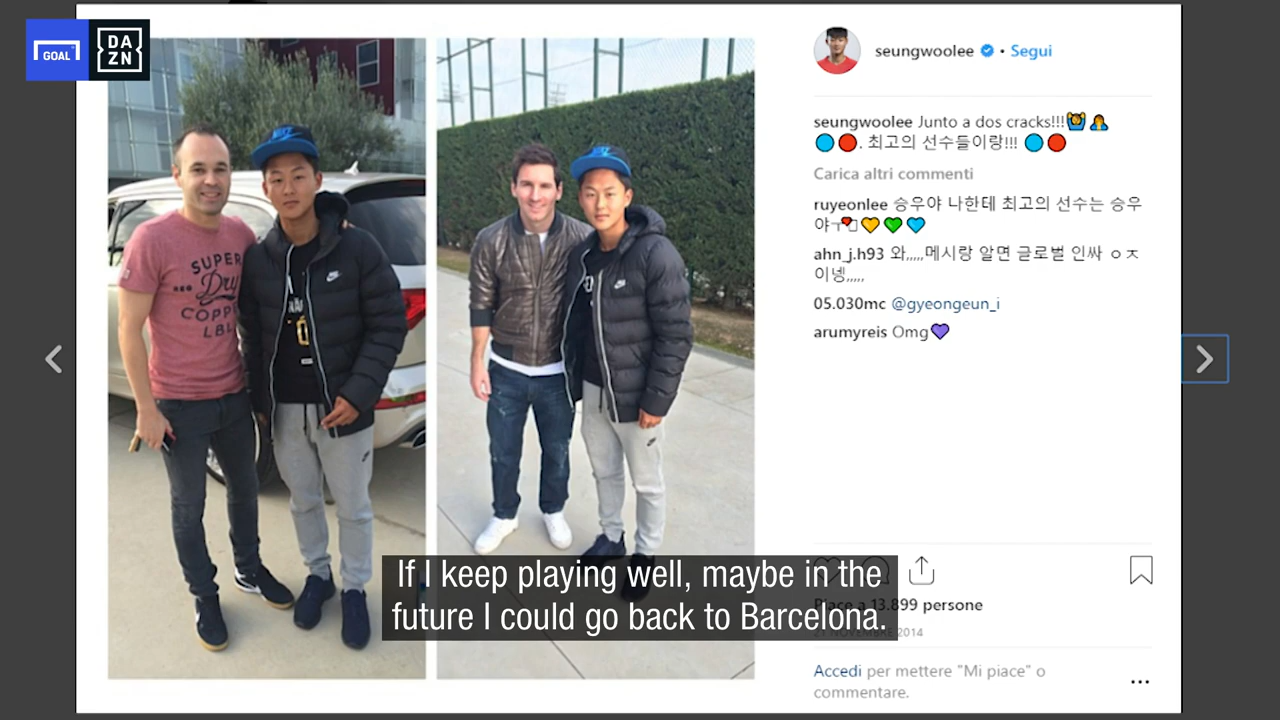 GOAL
DA
ZN
SUPER
Dry
COPPER
LBL
seungwoolee • Segui
seungwoolee Junto a dos cracks!!!🙆‍♂️🤦‍♂️
🔵🔴. 최고의 선수들이랑!!! 🔵🔴
Carica altri commenti
ruyeonlee 승우야 나한테 최고의 선수는 승우
야ㅜ💛💚💙
ahn_j.h93 와,,,,,메시랑 알면 글로벌 인싸 ㅇㅈ
이넹,,,,,
05.030mc @gyeongeun_i
arumyreis Omg💜
If I keep playing well, maybe in the
future I could go back to Barcelona.
Piace a 13.899 persone
21 NOVEMBRE 2014
Accedi per mettere "Mi piace" o
commentare.